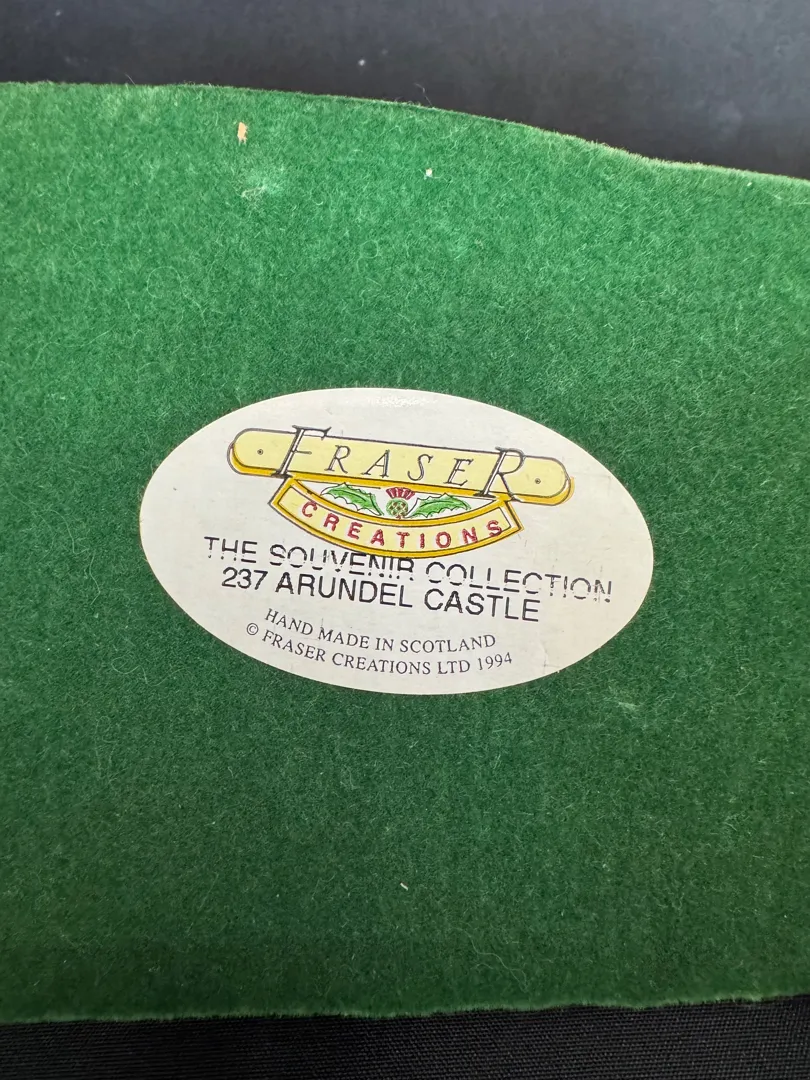 FRASER
CREATIONS
THE SOUVENIR COLLECTION
237 ARUNDEL CASTLE
HAND MADE IN SCOTLAND
© FRASER CREATIONS LTD 1994